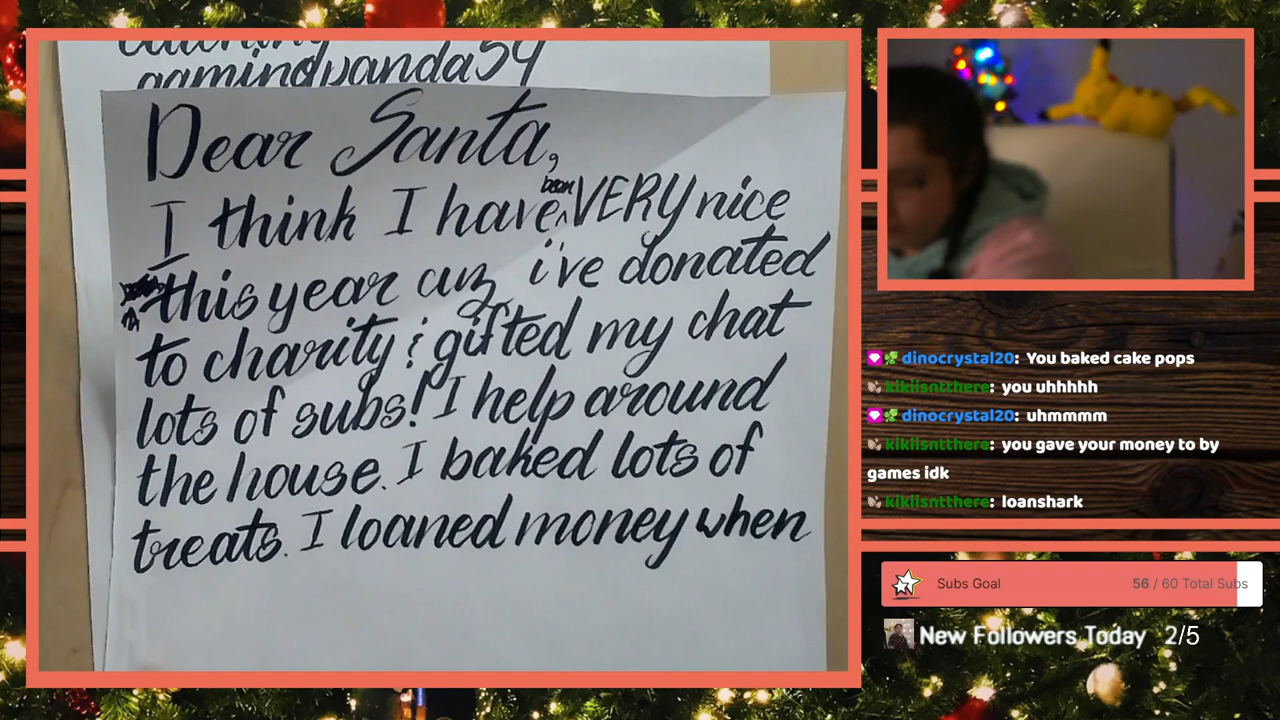 gamingpanda54
Dear Santa,
I think I have been VERY nice
this year cuz i've donated
to charity & gifted my chat
lots of subs! I help around
the house. I baked lots of
treats. I loaned money when
dinocrystal20: You baked cake pops
kikiisntthere: you uhhhhh
dinocrystal20: uhmmmm
kikiisntthere: you gave your money to by
games idk
kikiisntthere: loanshark
Subs Goal 56 / 60 Total Subs
New Followers Today 2/5